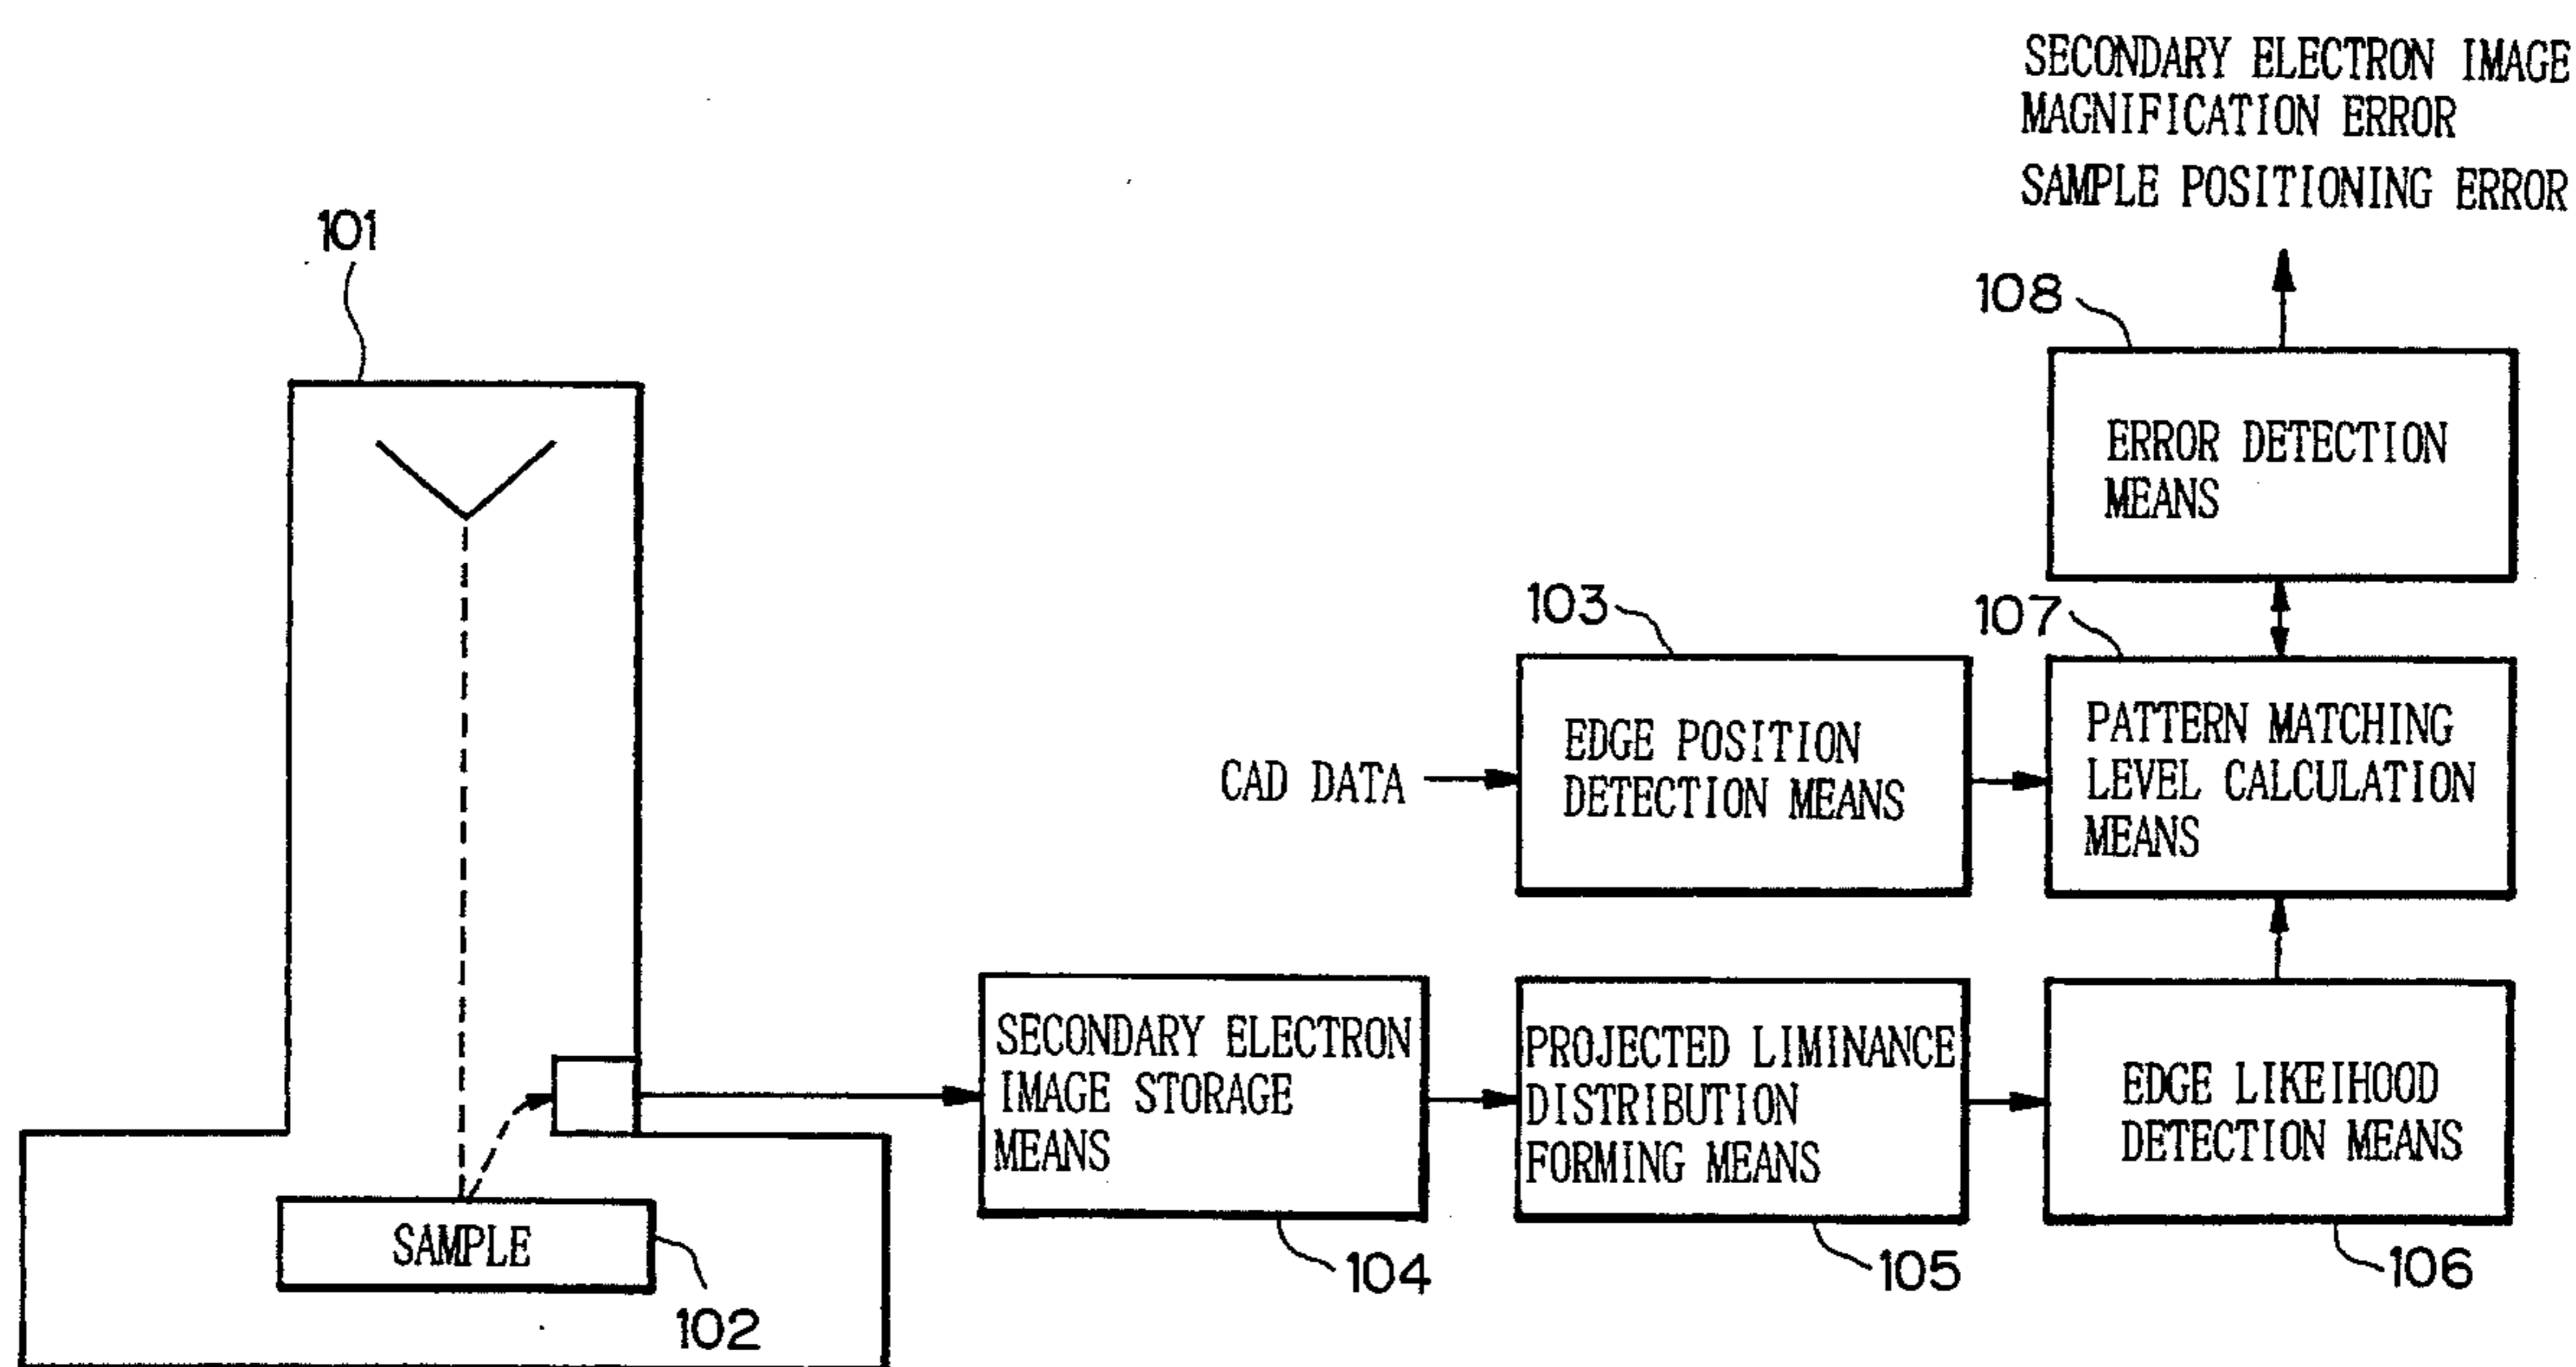 SECONDARY ELECTRON IMAGE
MAGNIFICATION ERROR
SAMPLE POSITIONING ERROR
101
108
ERROR DETECTION
MEANS
103
107
CAD DATA
EDGE POSITION
DETECTION MEANS
PATTERN MATCHING
LEVEL CALCULATION
MEANS
SECONDARY ELECTRON
IMAGE STORAGE
MEANS
PROJECTED LIMINANCE
DISTRIBUTION
FORMING MEANS
EDGE LIKEIHOOD
DETECTION MEANS
SAMPLE
102
104
105
106